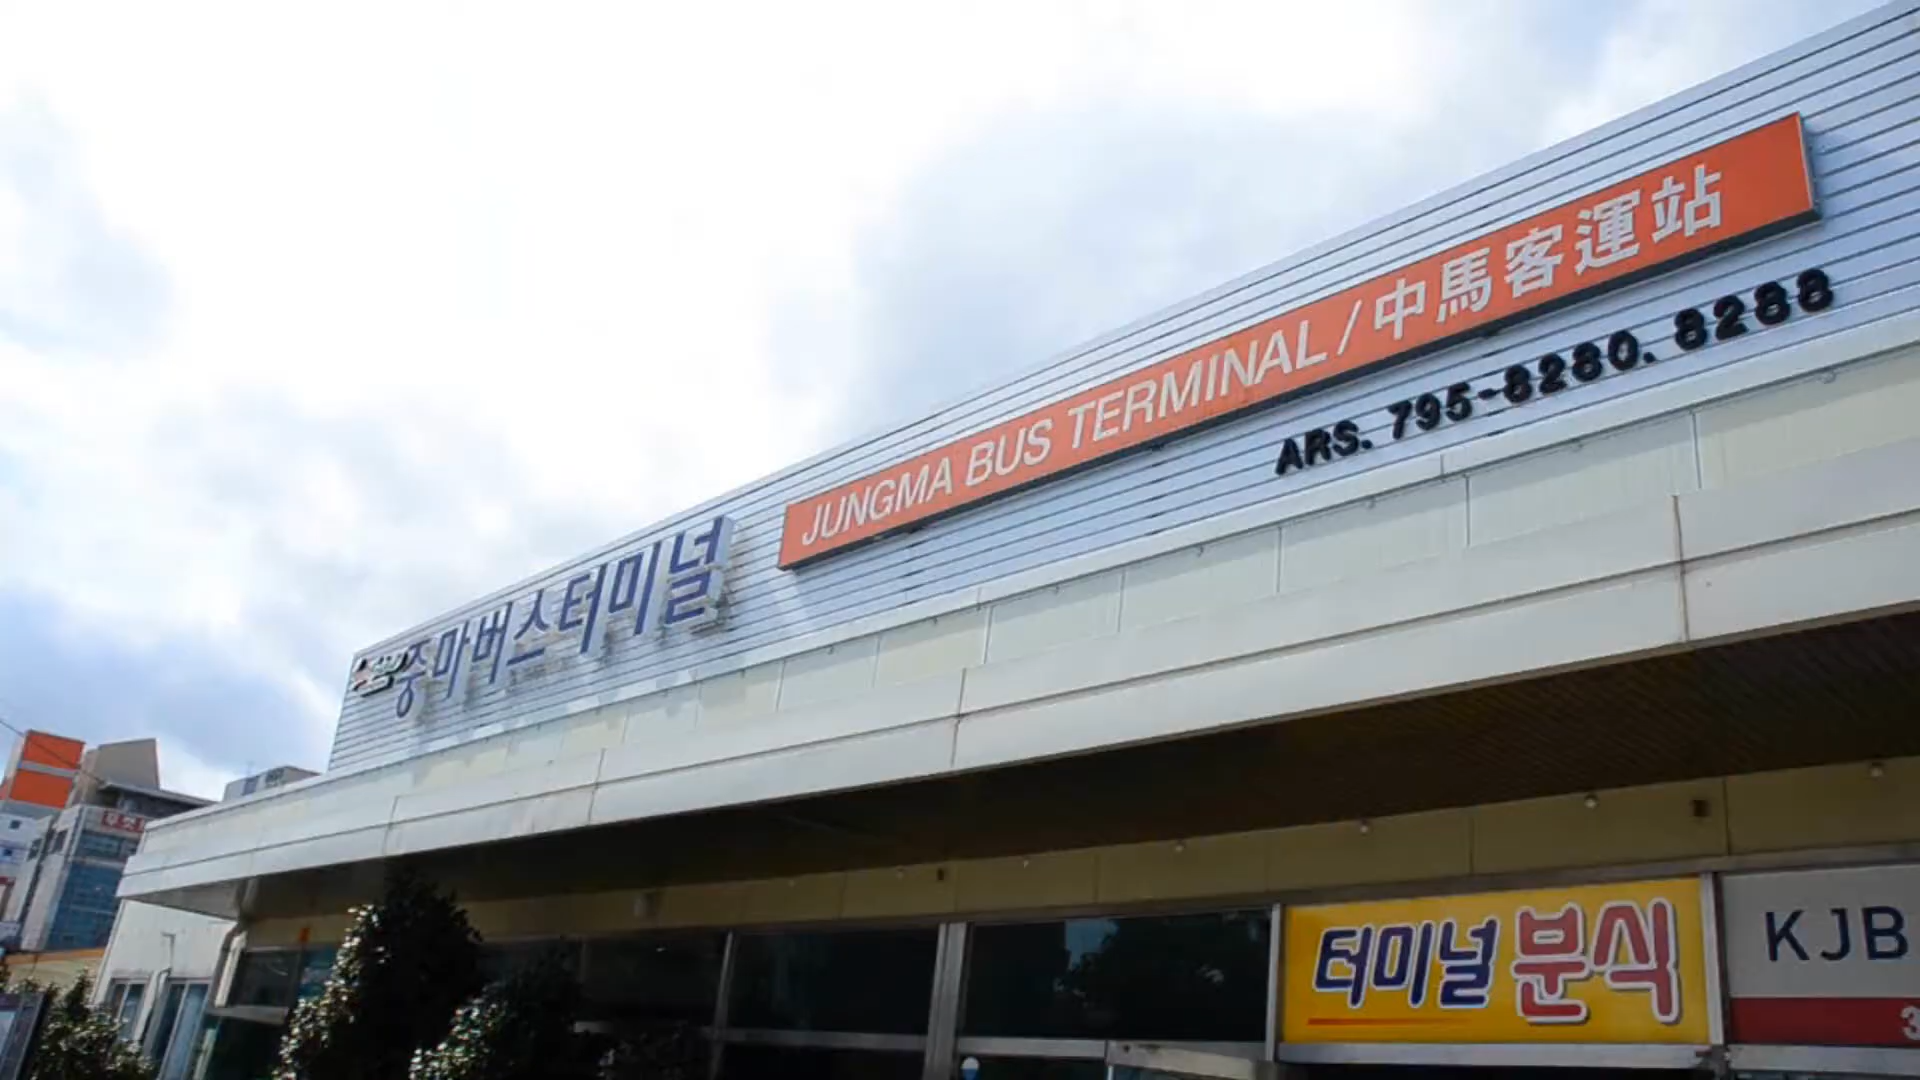 중마버스터미널
JUNGMA BUS TERMINAL / 中馬客運站
ARS. 795-8280. 8288
터미널 분식
KJB
3